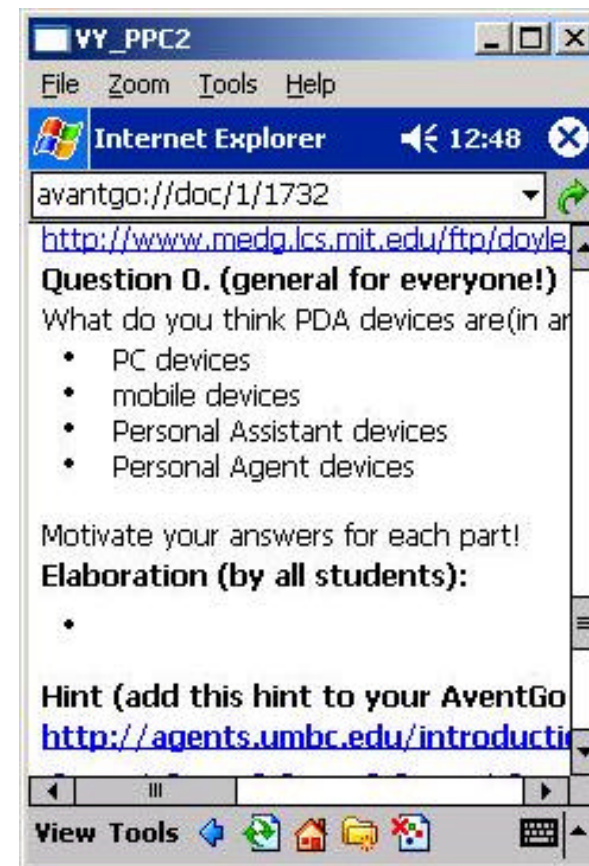 VY_PPC2
File Zoom Tools Help
Internet Explorer 12:48
avantgo://doc/1/1732
http://www.medg.lcs.mit.edu/ftp/doyle
Question 0. (general for everyone!)
What do you think PDA devices are(in ar
• PC devices
• mobile devices
• Personal Assistant devices
• Personal Agent devices
Motivate your answers for each part!
Elaboration (by all students):
•
Hint (add this hint to your AventGo
http://agents.umbc.edu/introductio
View Tools